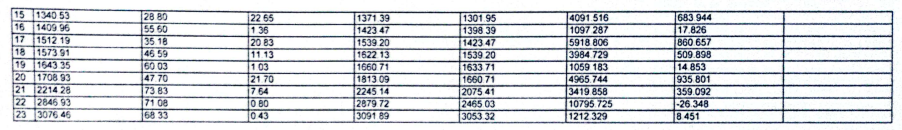 15 1340 53 28 80 22 65 1371 39 1301 95 4091 516 683 944
16 1409 96 55 60 1 36 1423 47 1398 39 1097 287 17.826
17 1512 19 35 18 20 83 1539 20 1423 47 5918 806 860 657
18 1573 91 46 59 11 13 1622 13 1539 20 3984 729 509.898
19 1643 35 60 03 1 03 1660 71 1633 71 1059 183 14 853
20 1708 93 47 70 21 70 1813 09 1660 71 4965 744 935 801
21 2214 28 73 83 7 64 2245 14 2075 41 3419 858 359.092
22 2846 93 71 08 0 80 2879 72 2465 03 10795.725 -26 348
23 3076 46 68 33 0 43 3091 89 3053 32 1212 329 8 451